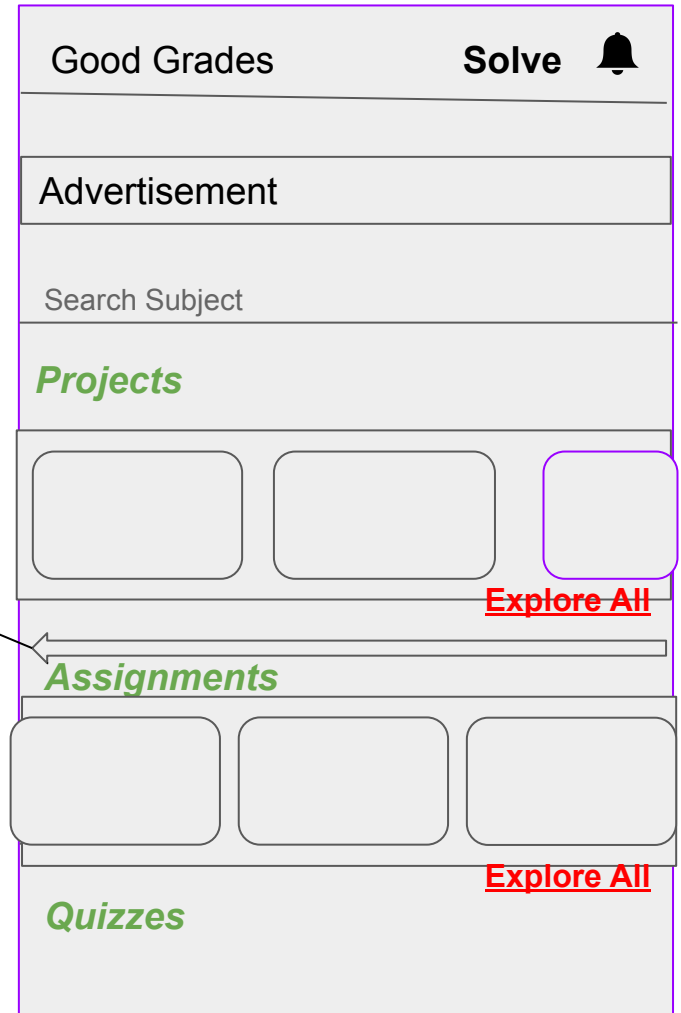 Good Grades Solve
Advertisement
Search Subject
Projects
Explore All
Assignments
Explore All
Quizzes